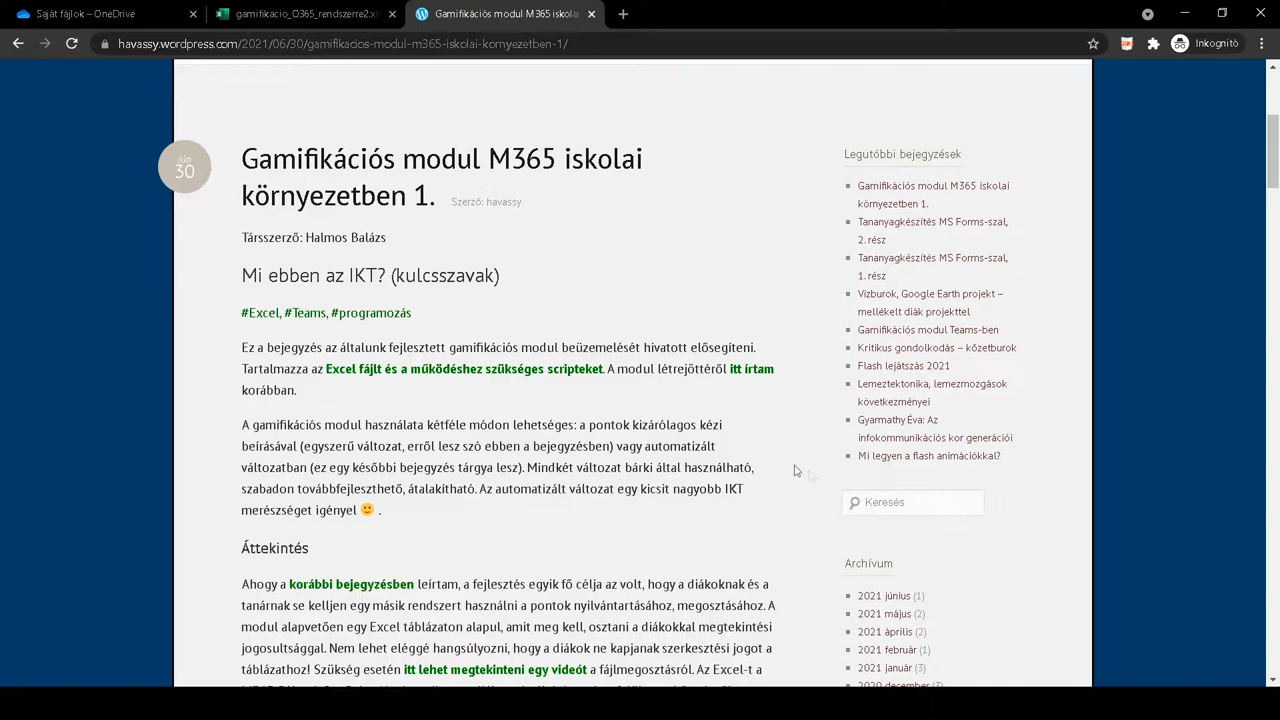 Saját fájlok – OneDrive
gamifikacio_O365_rendszerre2.xl
Gamifikációs modul M365 iskolai
havassy.wordpress.com/2021/06/30/gamifikacios-modul-m365-iskolai-kornyezetben-1/
Inkognitó
jún
30
Gamifikációs modul M365 iskolai
környezetben 1. Szerző: havassy
Társszerző: Halmos Balázs
Mi ebben az IKT? (kulcsszavak)
#Excel, #Teams, #programozás
Ez a bejegyzés az általunk fejlesztett gamifikációs modul beüzemelését hivatott elősegíteni.
Tartalmazza az Excel fájlt és a működéshez szükséges scripteket. A modul létrejöttéről itt írtam
korábban.
A gamifikációs modul használata kétféle módon lehetséges: a pontok kizárólagos kézi
beírásával (egyszerű változat, erről lesz szó ebben a bejegyzésben) vagy automatizált
változatban (ez egy későbbi bejegyzés tárgya lesz). Mindkét változat bárki által használható,
szabadon továbbfejleszthető, átalakítható. Az automatizált változat egy kicsit nagyobb IKT
merészséget igényel 🙂 .
Áttekintés
Ahogy a korábbi bejegyzésben leírtam, a fejlesztés egyik fő célja az volt, hogy a diákoknak és a
tanárnak se kelljen egy másik rendszert használni a pontok nyilvántartásához, megosztásához. A
modul alapvetően egy Excel táblázaton alapul, amit meg kell, osztani a diákokkal megtekintési
jogosultsággal. Nem lehet eléggé hangsúlyozni, hogy a diákok ne kapjanak szerkesztési jogot a
táblázathoz! Szükség esetén itt lehet megtekinteni egy videót a fájlmegosztásról. Az Excel-t a
Legutóbbi bejegyzések
Gamifikációs modul M365 iskolai
környezetben 1.
Tananyagkészítés MS Forms-szal,
2. rész
Tananyagkészítés MS Forms-szal,
1. rész
Vízburok, Google Earth projekt –
mellékelt diák projekttel
Gamifikációs modul Teams-ben
Kritikus gondolkodás – kőzetburok
Flash lejátszás 2021
Lemeztektonika, lemezmozgások
következményei
Gyarmathy Éva: Az
infokommunikációs kor generációi
Mi legyen a flash animációkkal?
Keresés
Archívum
2021 június (1)
2021 május (2)
2021 április (2)
2021 február (1)
2021 január (3)
2020 december (7)